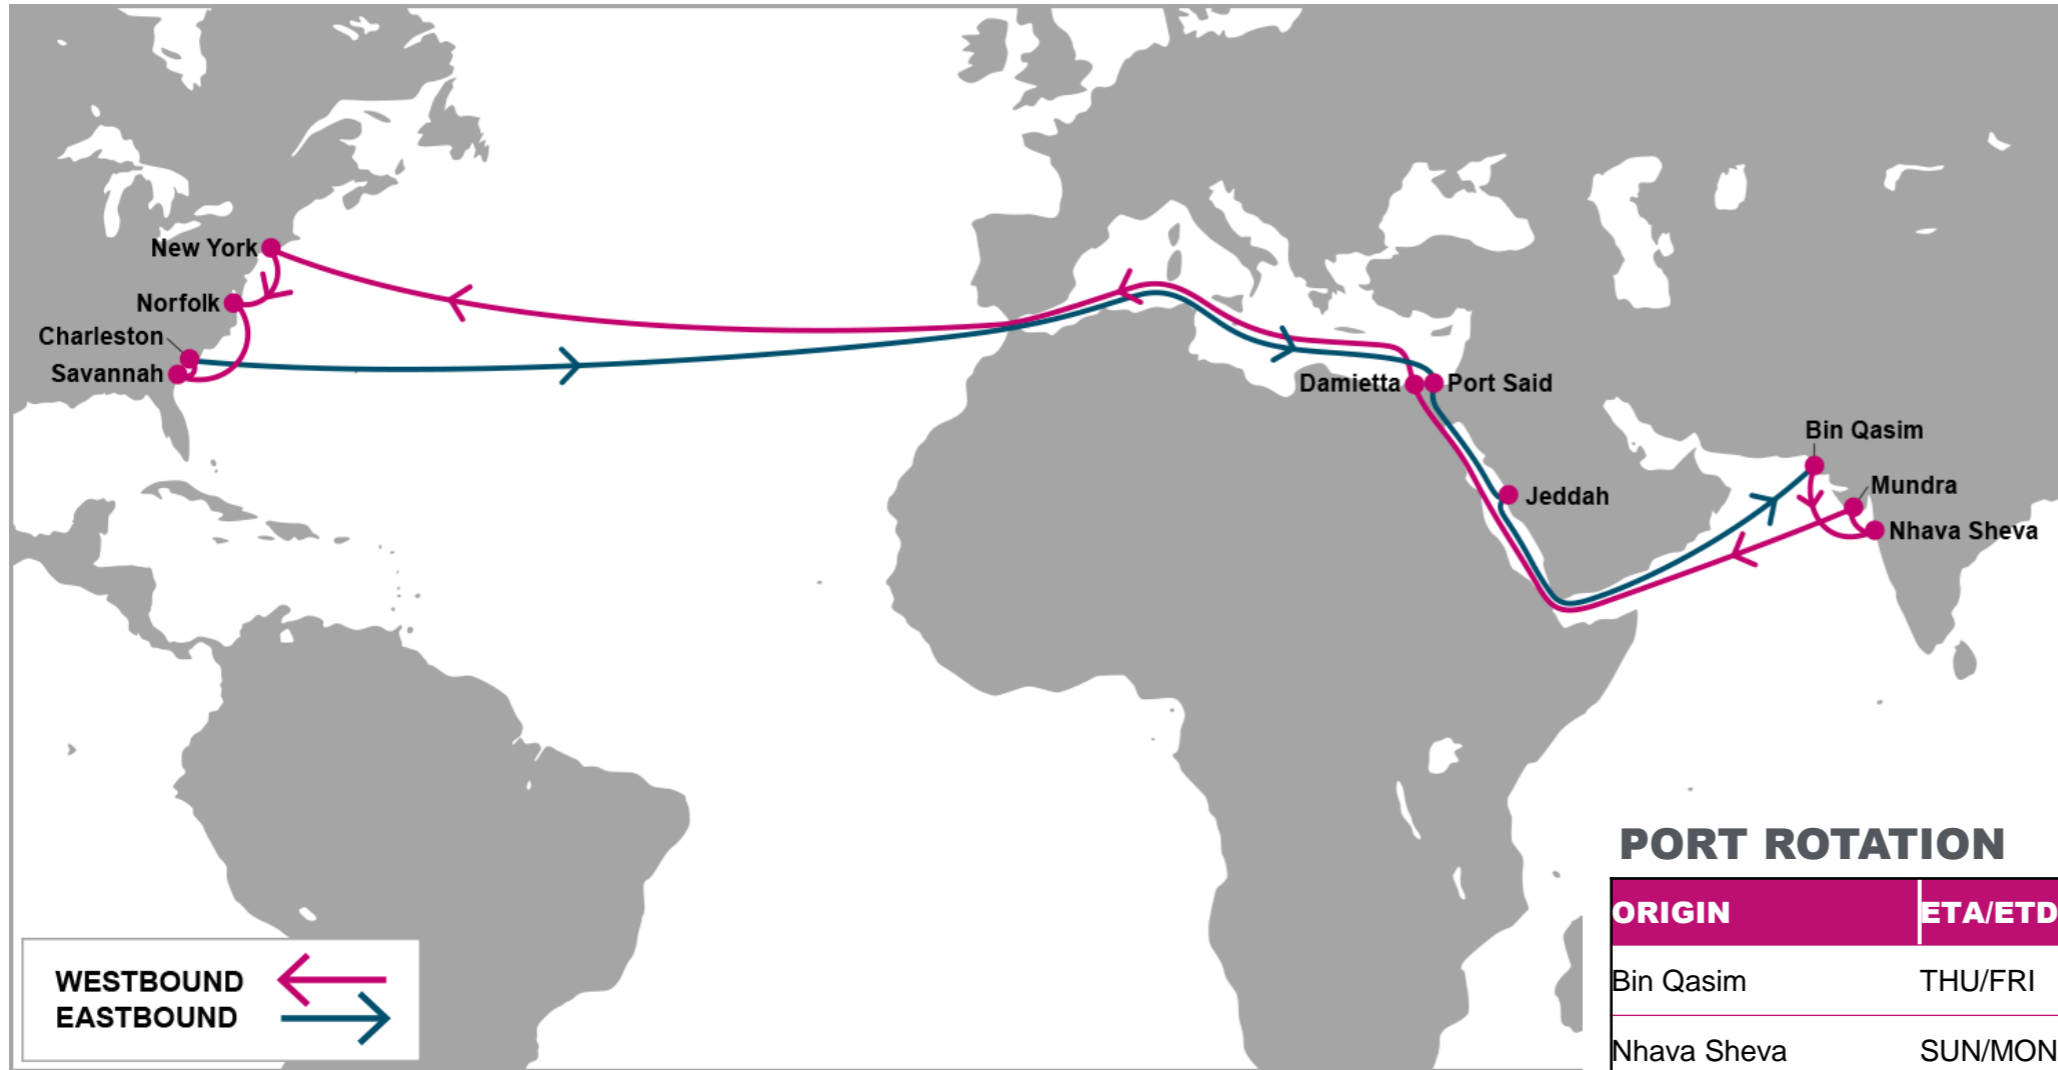 New York
Norfolk
Charleston
Savannah
Damietta
Port Said
Jeddah
Bin Qasim
Mundra
Nhava Sheva
WESTBOUND
EASTBOUND
PORT ROTATION
ORIGIN ETA/ETD
Bin Qasim THU/FRI
Nhava Sheva SUN/MON